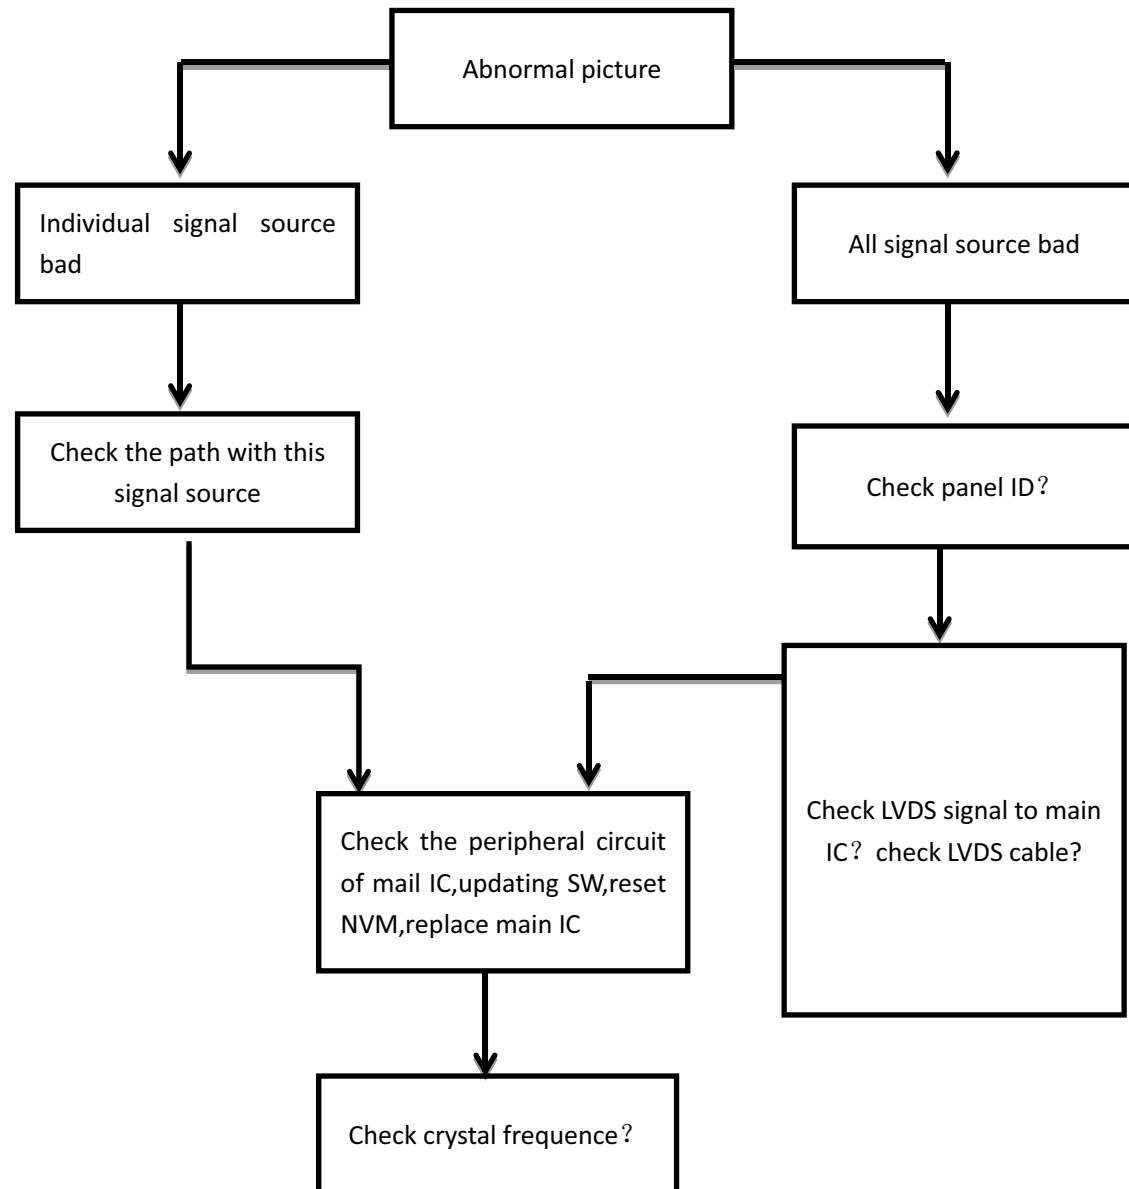 Abnormal picture
Individual signal source
bad
All signal source bad
Check the path with this
signal source
Check panel ID？
Check LVDS signal to main
IC？check LVDS cable?
Check the peripheral circuit
of mail IC,updating SW,reset
NVM,replace main IC
Check crystal frequence？